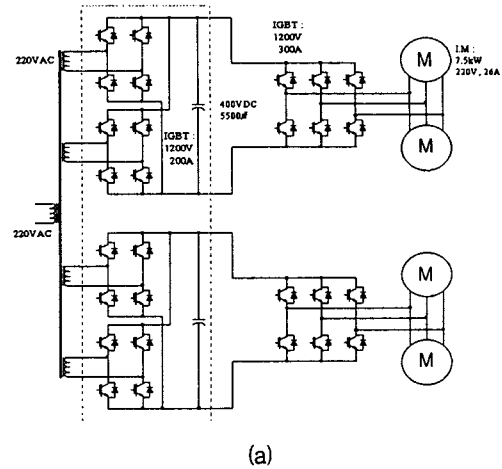 IGBT :
1200V
300A
M
I.M :
7.5kW
220V, 26A
220VAC
400VDC
5500㎌
IGBT :
1200V
200A
M
220VAC
M
M
(a)